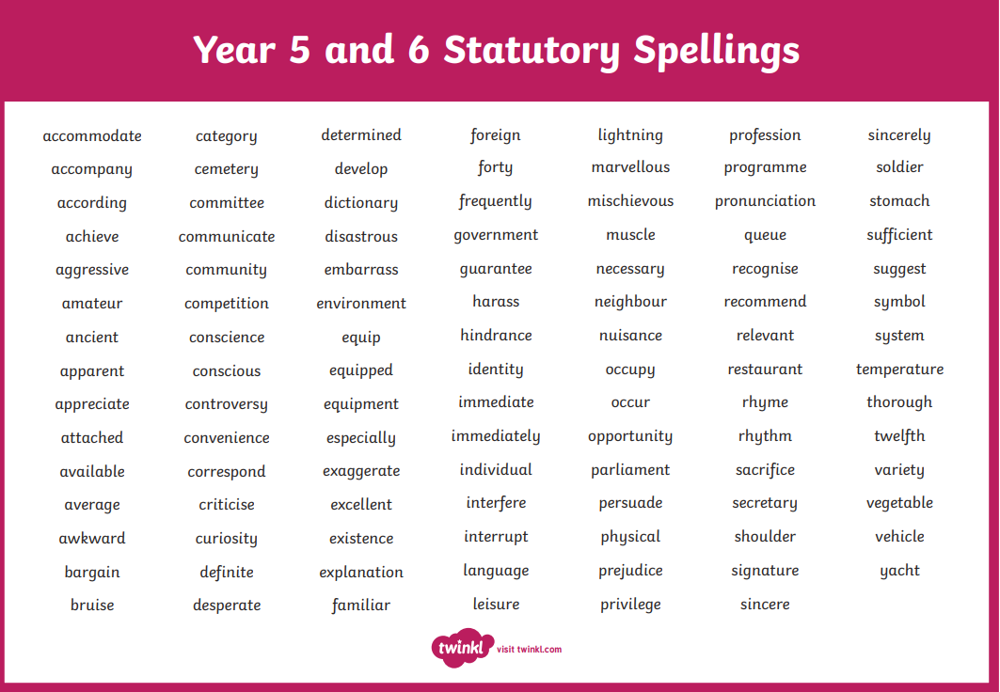 Year 5 and 6 Statutory Spellings
accommodate
accompany
according
achieve
aggressive
amateur
ancient
apparent
appreciate
attached
available
average
awkward
bargain
bruise
category
cemetery
committee
communicate
community
competition
conscience
conscious
controversy
convenience
correspond
criticise
curiosity
definite
desperate
determined
develop
dictionary
disastrous
embarrass
environment
equip
equipped
equipment
especially
exaggerate
excellent
existence
explanation
familiar
foreign
forty
frequently
government
guarantee
harass
hindrance
identity
immediate
immediately
individual
interfere
interrupt
language
leisure
lightning
marvellous
mischievous
muscle
necessary
neighbour
nuisance
occupy
occur
opportunity
parliament
persuade
physical
prejudice
privilege
profession
programme
pronunciation
queue
recognise
recommend
relevant
restaurant
rhyme
rhythm
sacrifice
secretary
shoulder
signature
sincere
sincerely
soldier
stomach
sufficient
suggest
symbol
system
temperature
thorough
twelfth
variety
vegetable
vehicle
yacht
twinkl visit twinkl.com